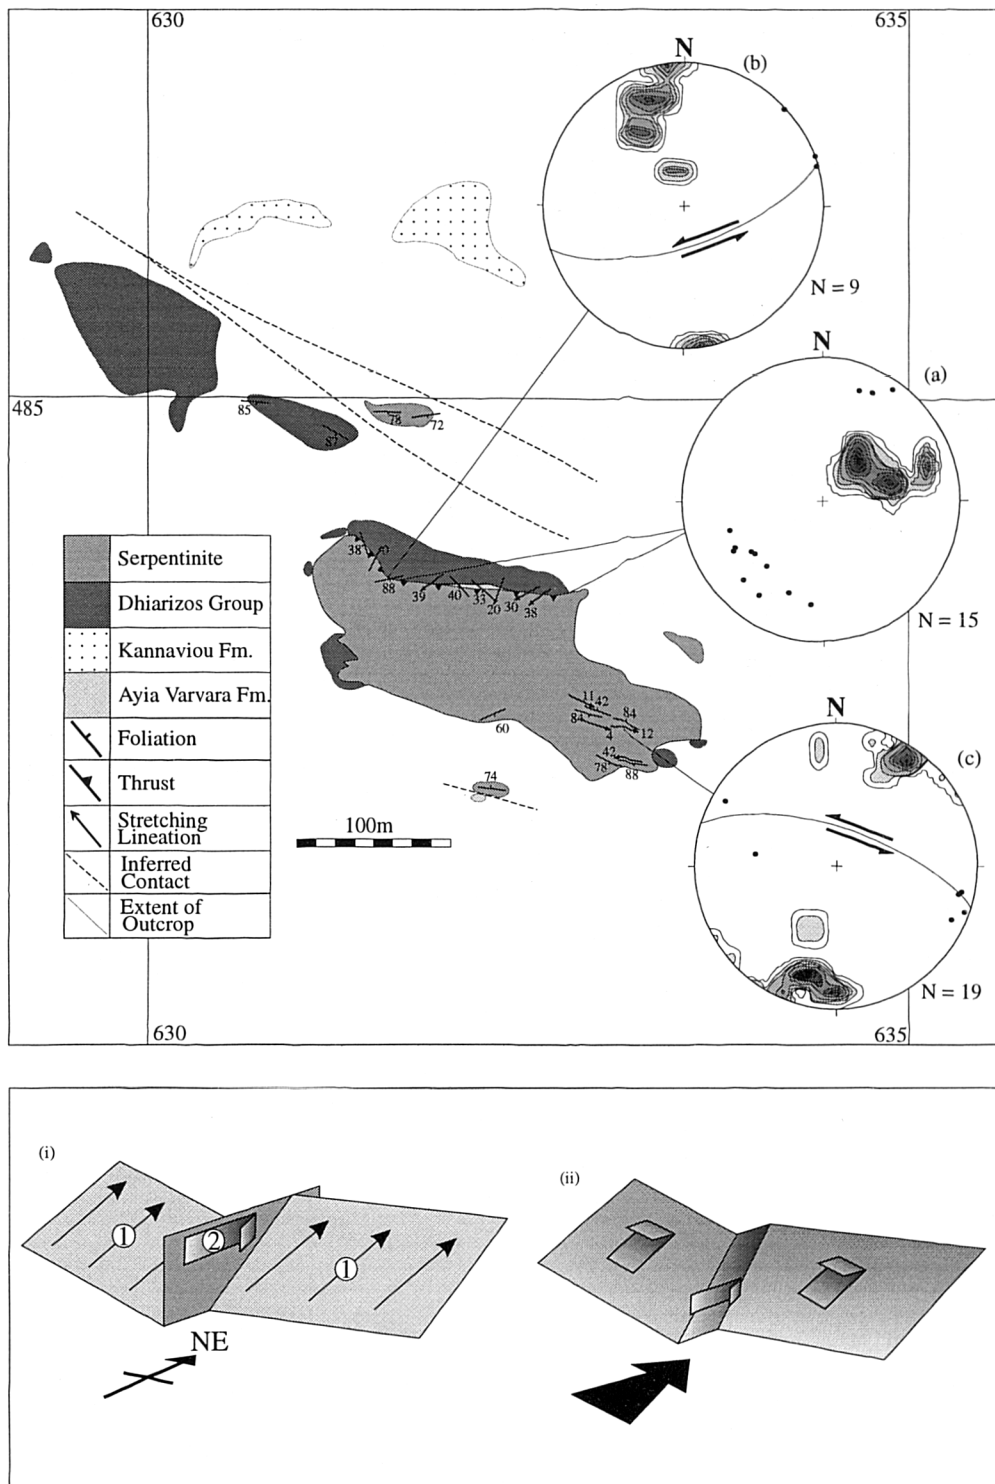 630
635
N
(b)
N = 9
485
N
(a)
N = 15
85
87
78
72
38
88
39
40
33
20
30
38
Serpentinite
Dhiarizos Group
Kannaviou Fm.
Ayia Varvara Fm.
Foliation
Thrust
Stretching
Lineation
Inferred
Contact
Extent of
Outcrop
11
42
84
84
4
12
60
42
78
88
74
100m
N
(c)
N = 19
630
635
(i)
1
2
1
NE
(ii)